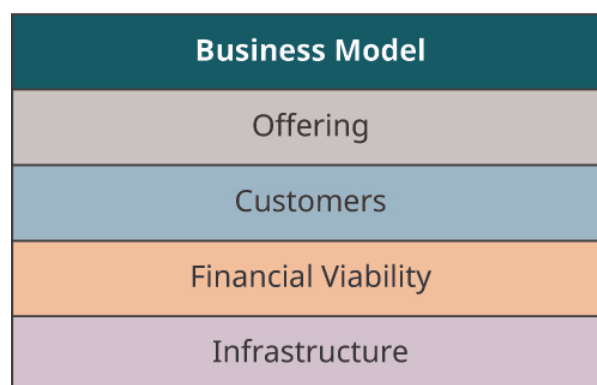 Business Model
Offering
Customers
Financial Viability
Infrastructure